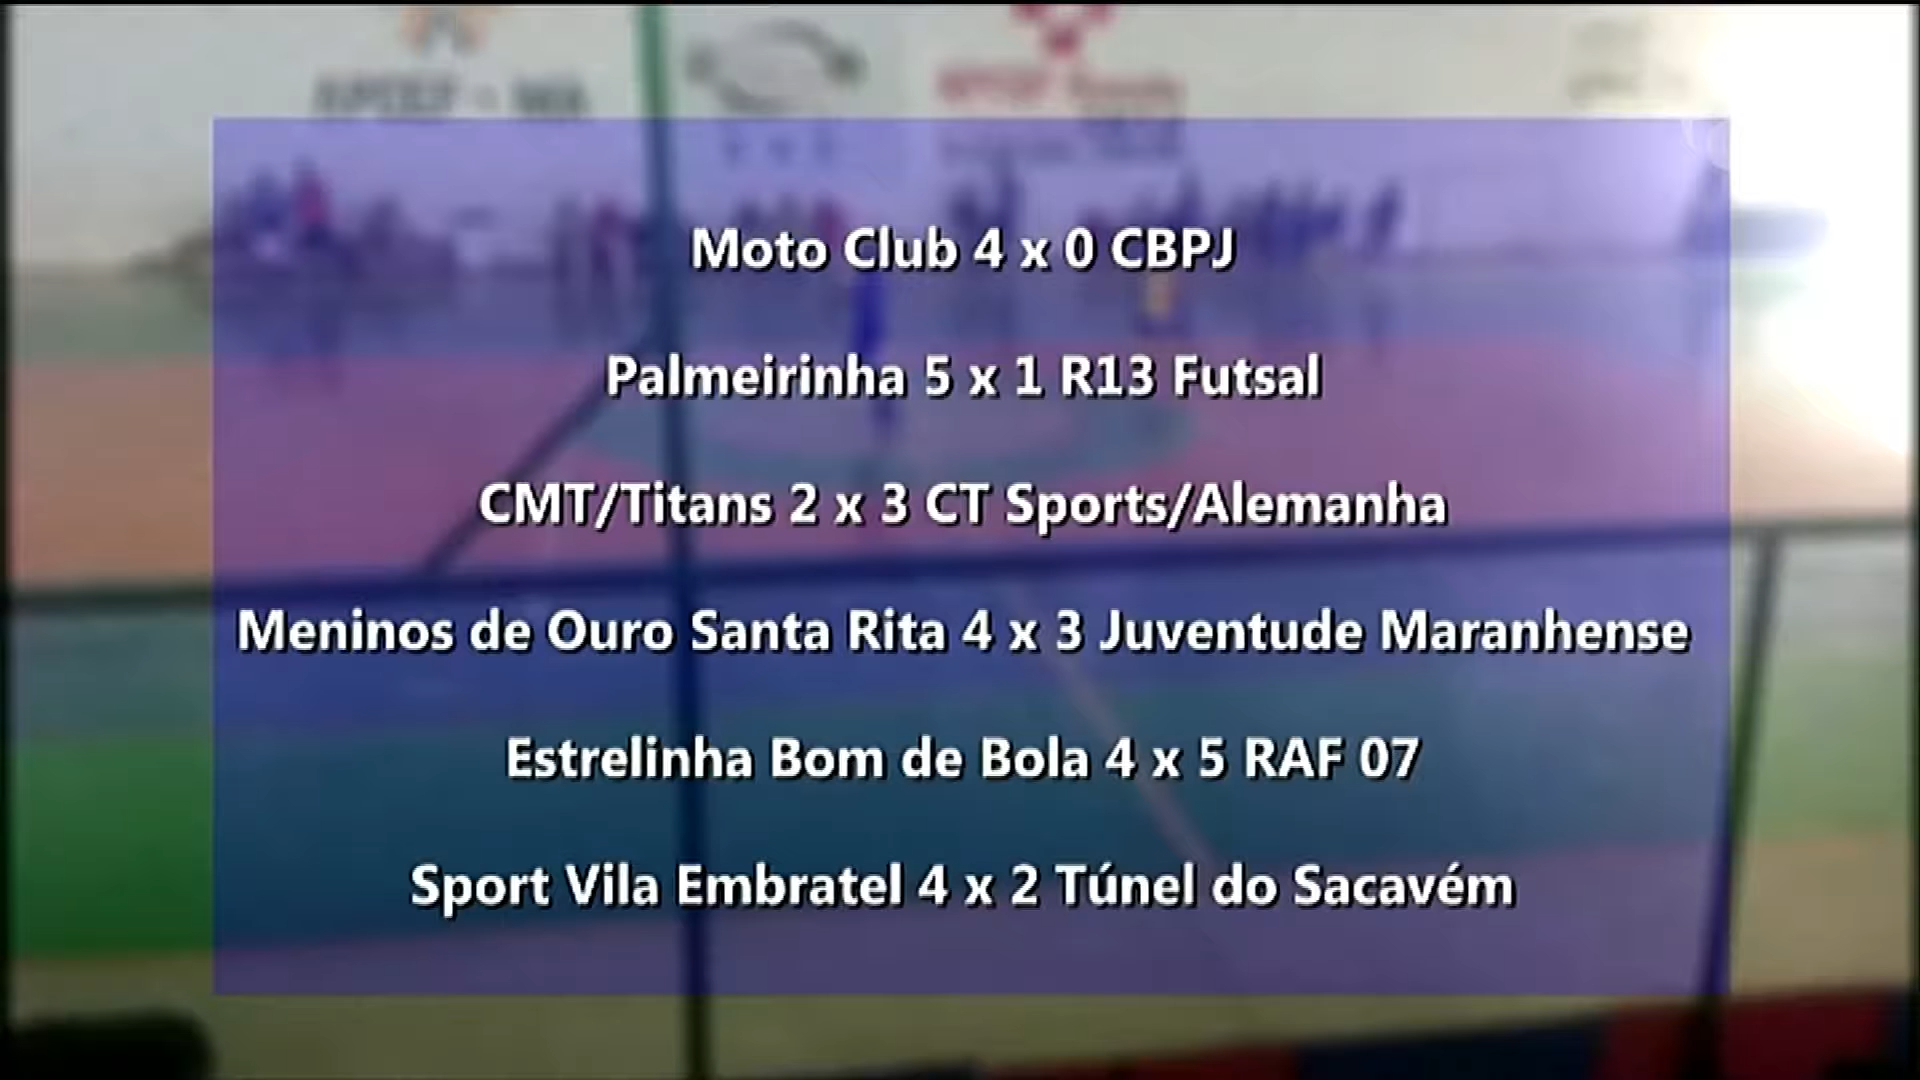 APCEF - MA
Moto Club 4 x 0 CBPJ
Palmeirinha 5 x 1 R13 Futsal
CMT/Titans 2 x 3 CT Sports/Alemanha
Meninos de Ouro Santa Rita 4 x 3 Juventude Maranhense
Estrelinha Bom de Bola 4 x 5 RAF 07
Sport Vila Embratel 4 x 2 Túnel do Sacavém